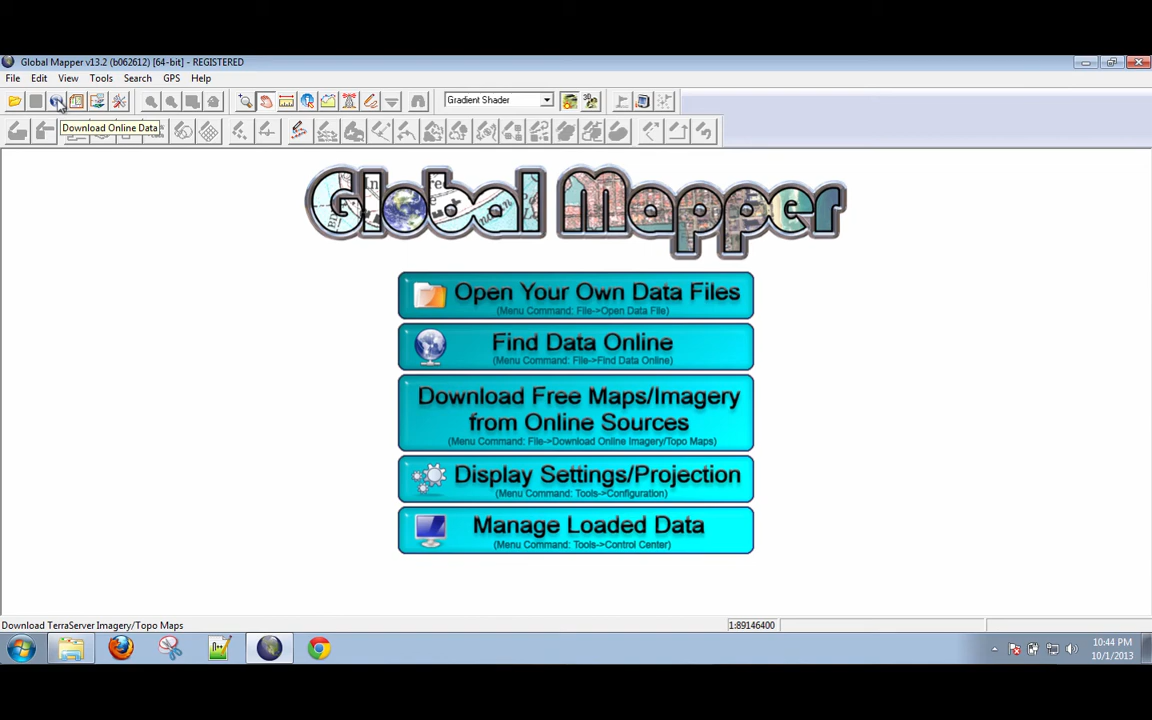 Global Mapper v13.2 (b062612) [64-bit] - REGISTERED
File Edit View Tools Search GPS Help
Gradient Shader
Download Online Data
Global Mapper
Open Your Own Data Files
(Menu Command: File->Open Data File)
Find Data Online
(Menu Command: File->Find Data Online)
Download Free Maps/Imagery
from Online Sources
(Menu Command: File->Download Online Imagery/Topo Maps)
Display Settings/Projection
(Menu Command: Tools->Configuration)
Manage Loaded Data
(Menu Command: Tools->Control Center)
Download TerraServer Imagery/Topo Maps
1:89146400
10:44 PM
10/1/2013